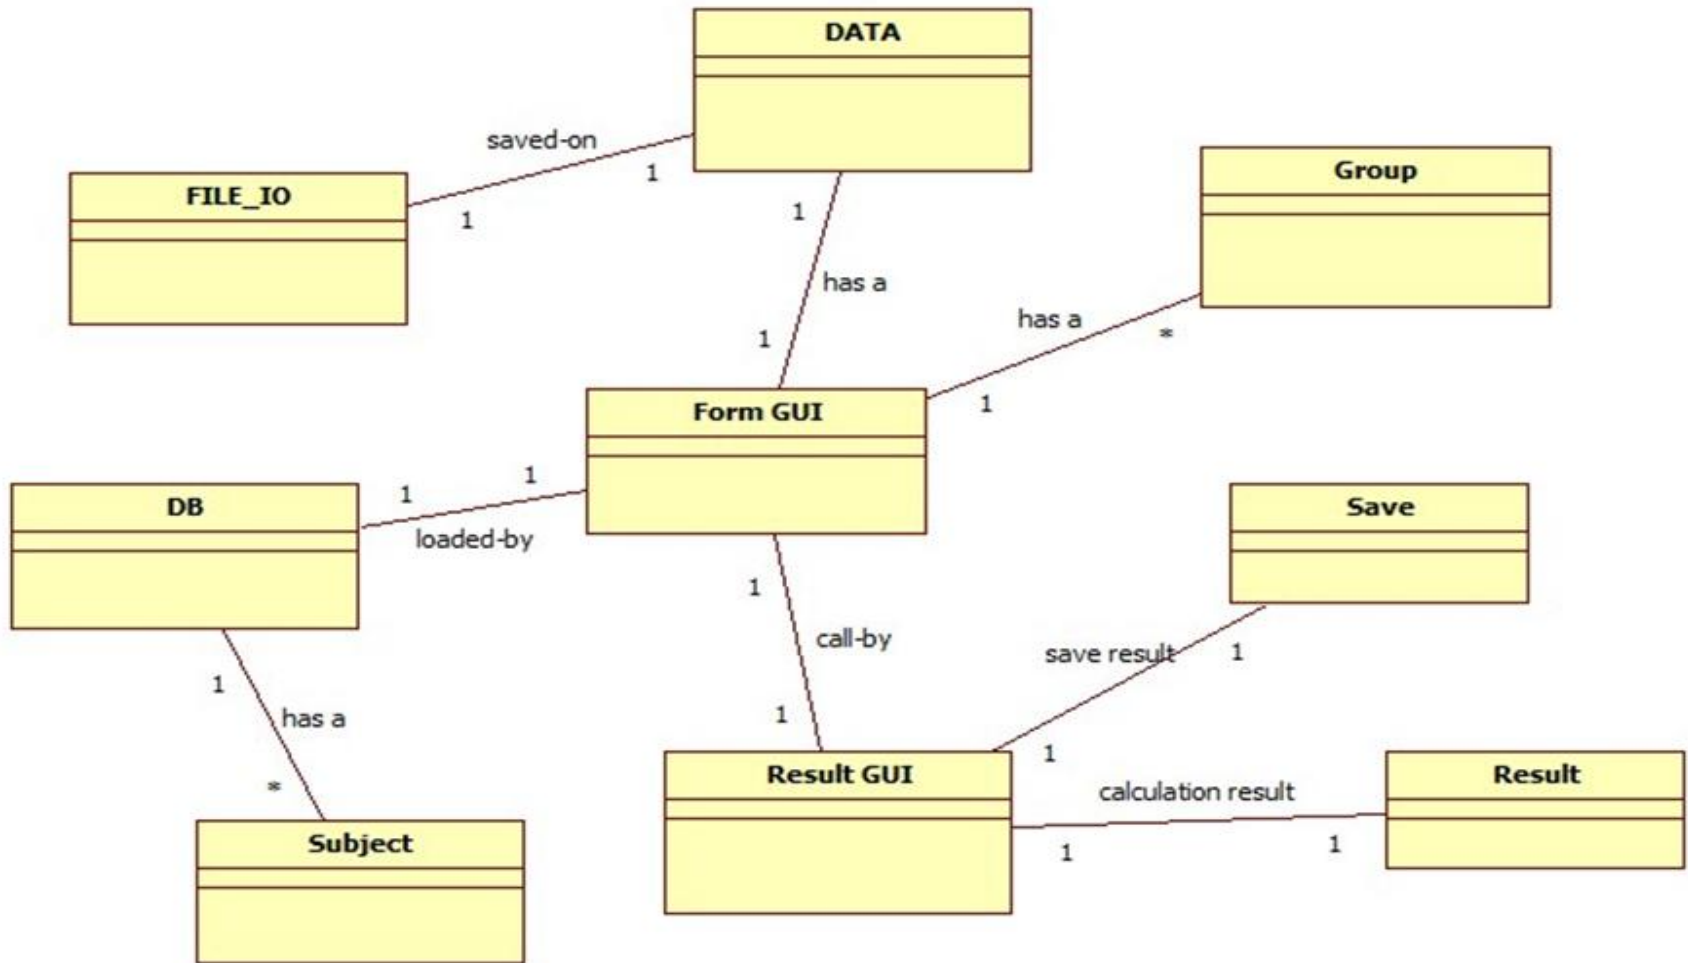 DATA
saved-on
1
1
FILE_IO
Group
1
has a
1
has a
*
1
Form GUI
DB
1
1
loaded-by
Save
1
call-by
1
save result
1
1
1
has a
*
Subject
Result GUI
calculation result
1
1
Result